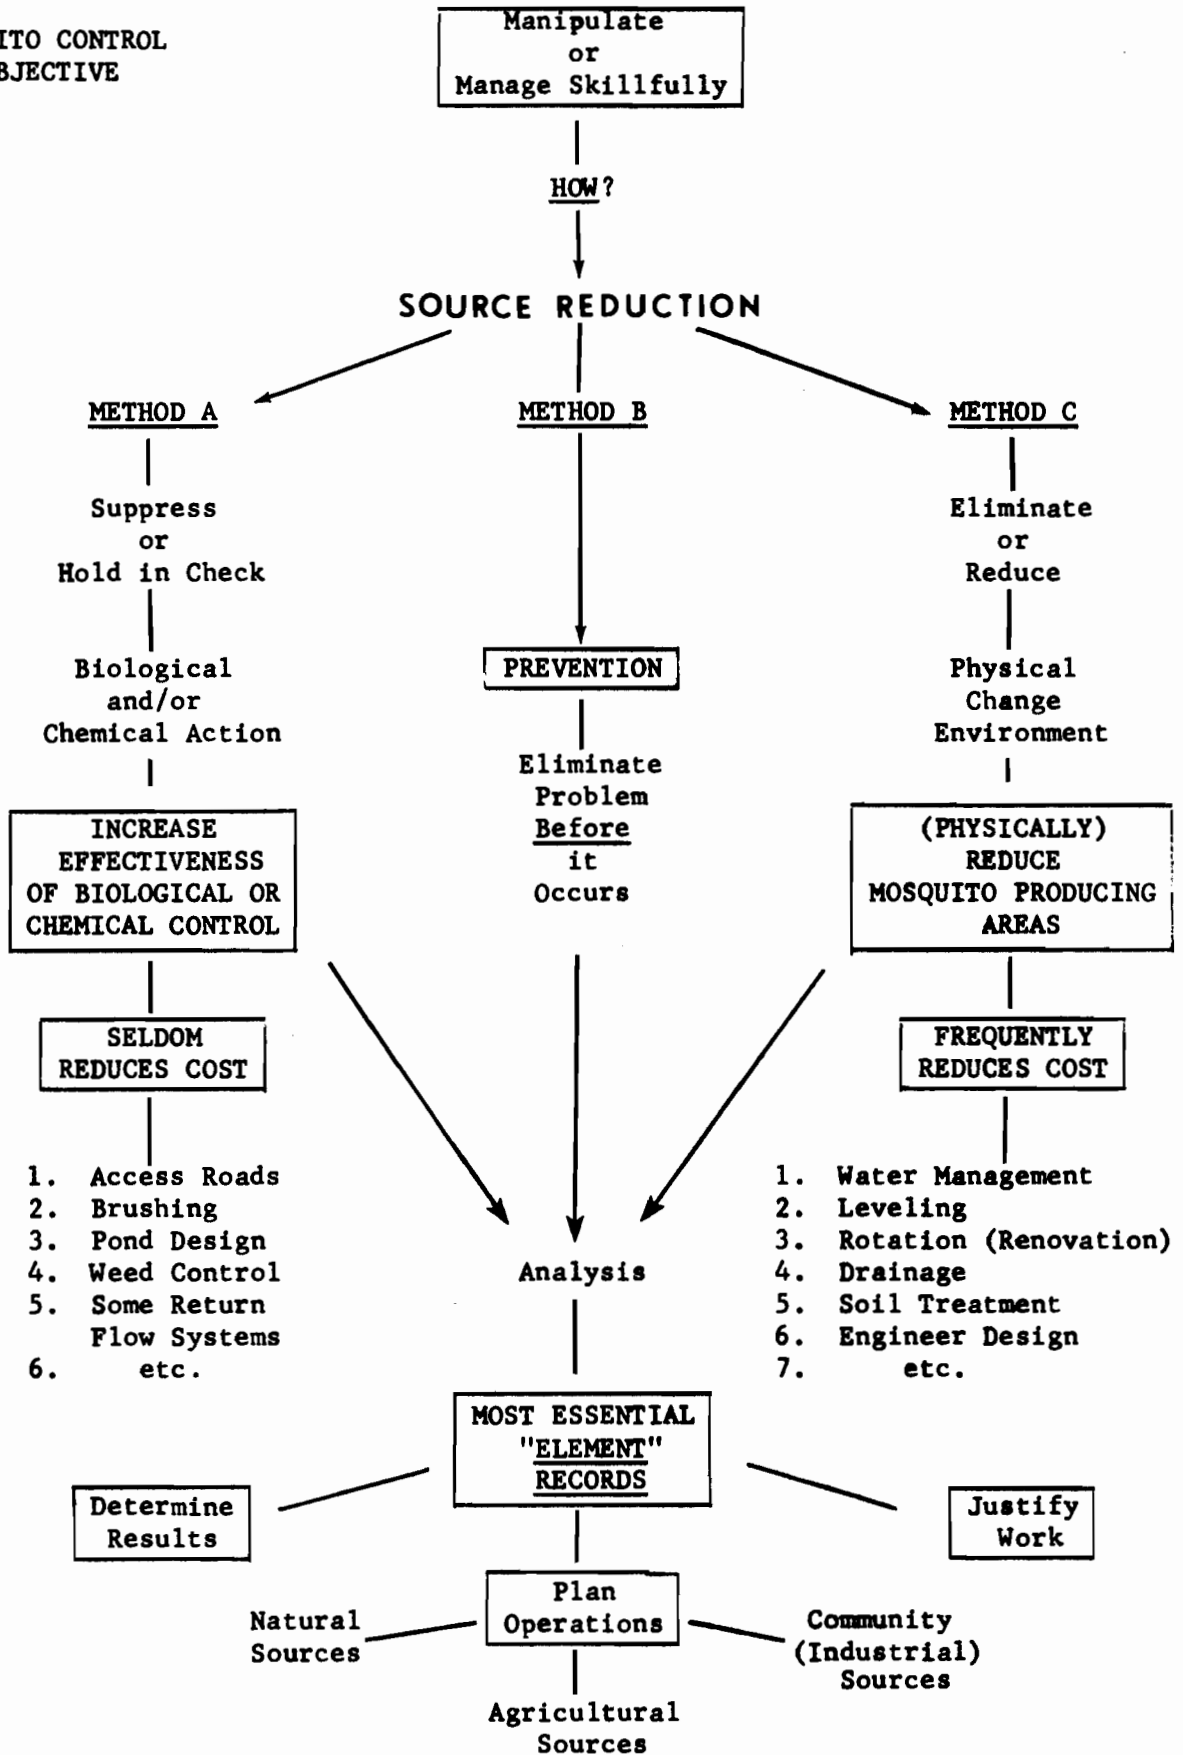 ITO CONTROL
BJECTIVE
Manipulate
or
Manage Skillfully
HOW?
SOURCE REDUCTION
METHOD A
Suppress
or
Hold in Check
Biological
and/or
Chemical Action
INCREASE
EFFECTIVENESS
OF BIOLOGICAL OR
CHEMICAL CONTROL
SELDOM
REDUCES COST
1. Access Roads
2. Brushing
3. Pond Design
4. Weed Control
5. Some Return
Flow Systems
6. etc.
METHOD B
PREVENTION
Eliminate
Problem
Before
it
Occurs
METHOD C
Eliminate
or
Reduce
Physical
Change
Environment
(PHYSICALLY)
REDUCE
MOSQUITO PRODUCING
AREAS
FREQUENTLY
REDUCES COST
1. Water Management
2. Leveling
3. Rotation (Renovation)
4. Drainage
5. Soil Treatment
6. Engineer Design
7. etc.
Analysis
MOST ESSENTIAL
"ELEMENT"
RECORDS
Determine
Results
Justify
Work
Plan
Operations
Natural
Sources
Community
(Industrial)
Sources
Agricultural
Sources